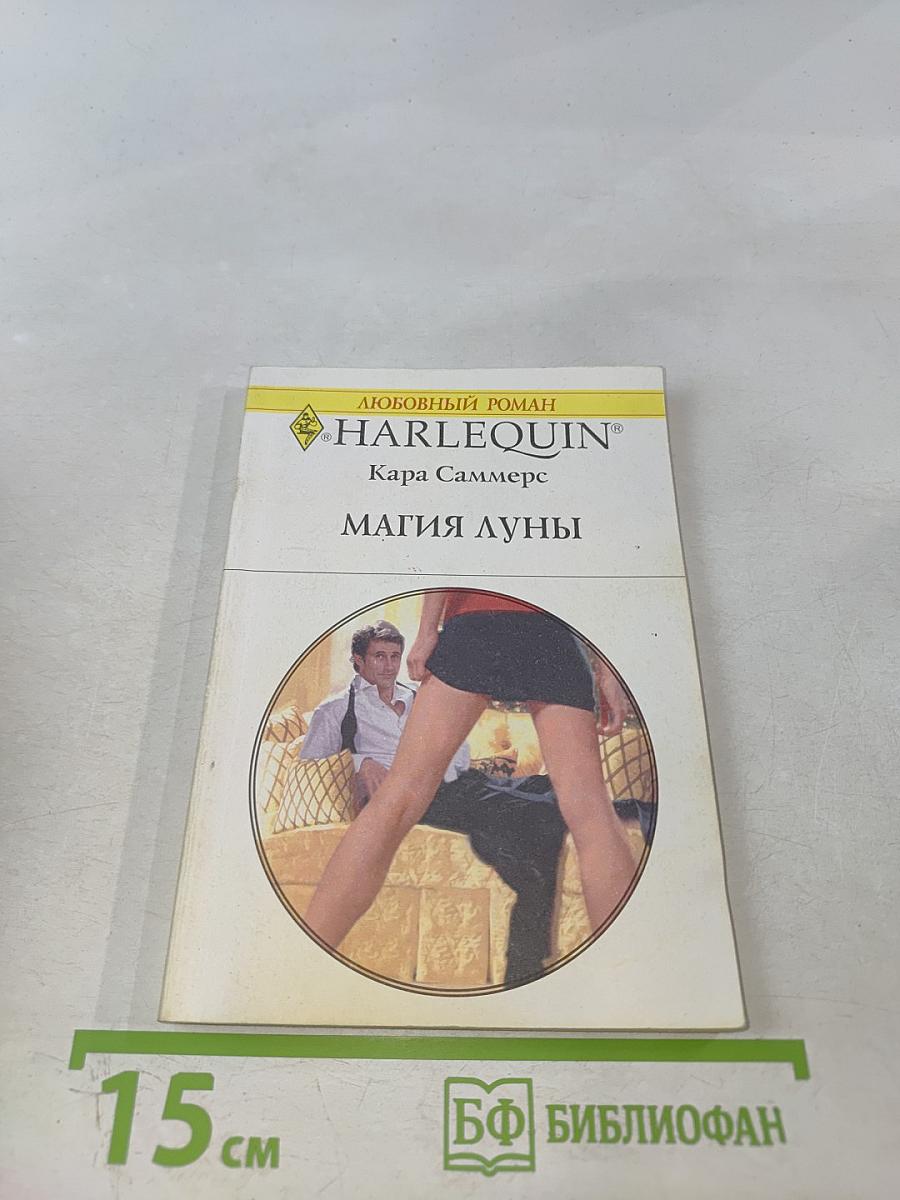 ЛЮБОВНЫЙ РОМАН
® HARLEQUIN®
Кара Саммерс
МАГИЯ ЛУНЫ
15 см
БФ БИБЛИОФАН